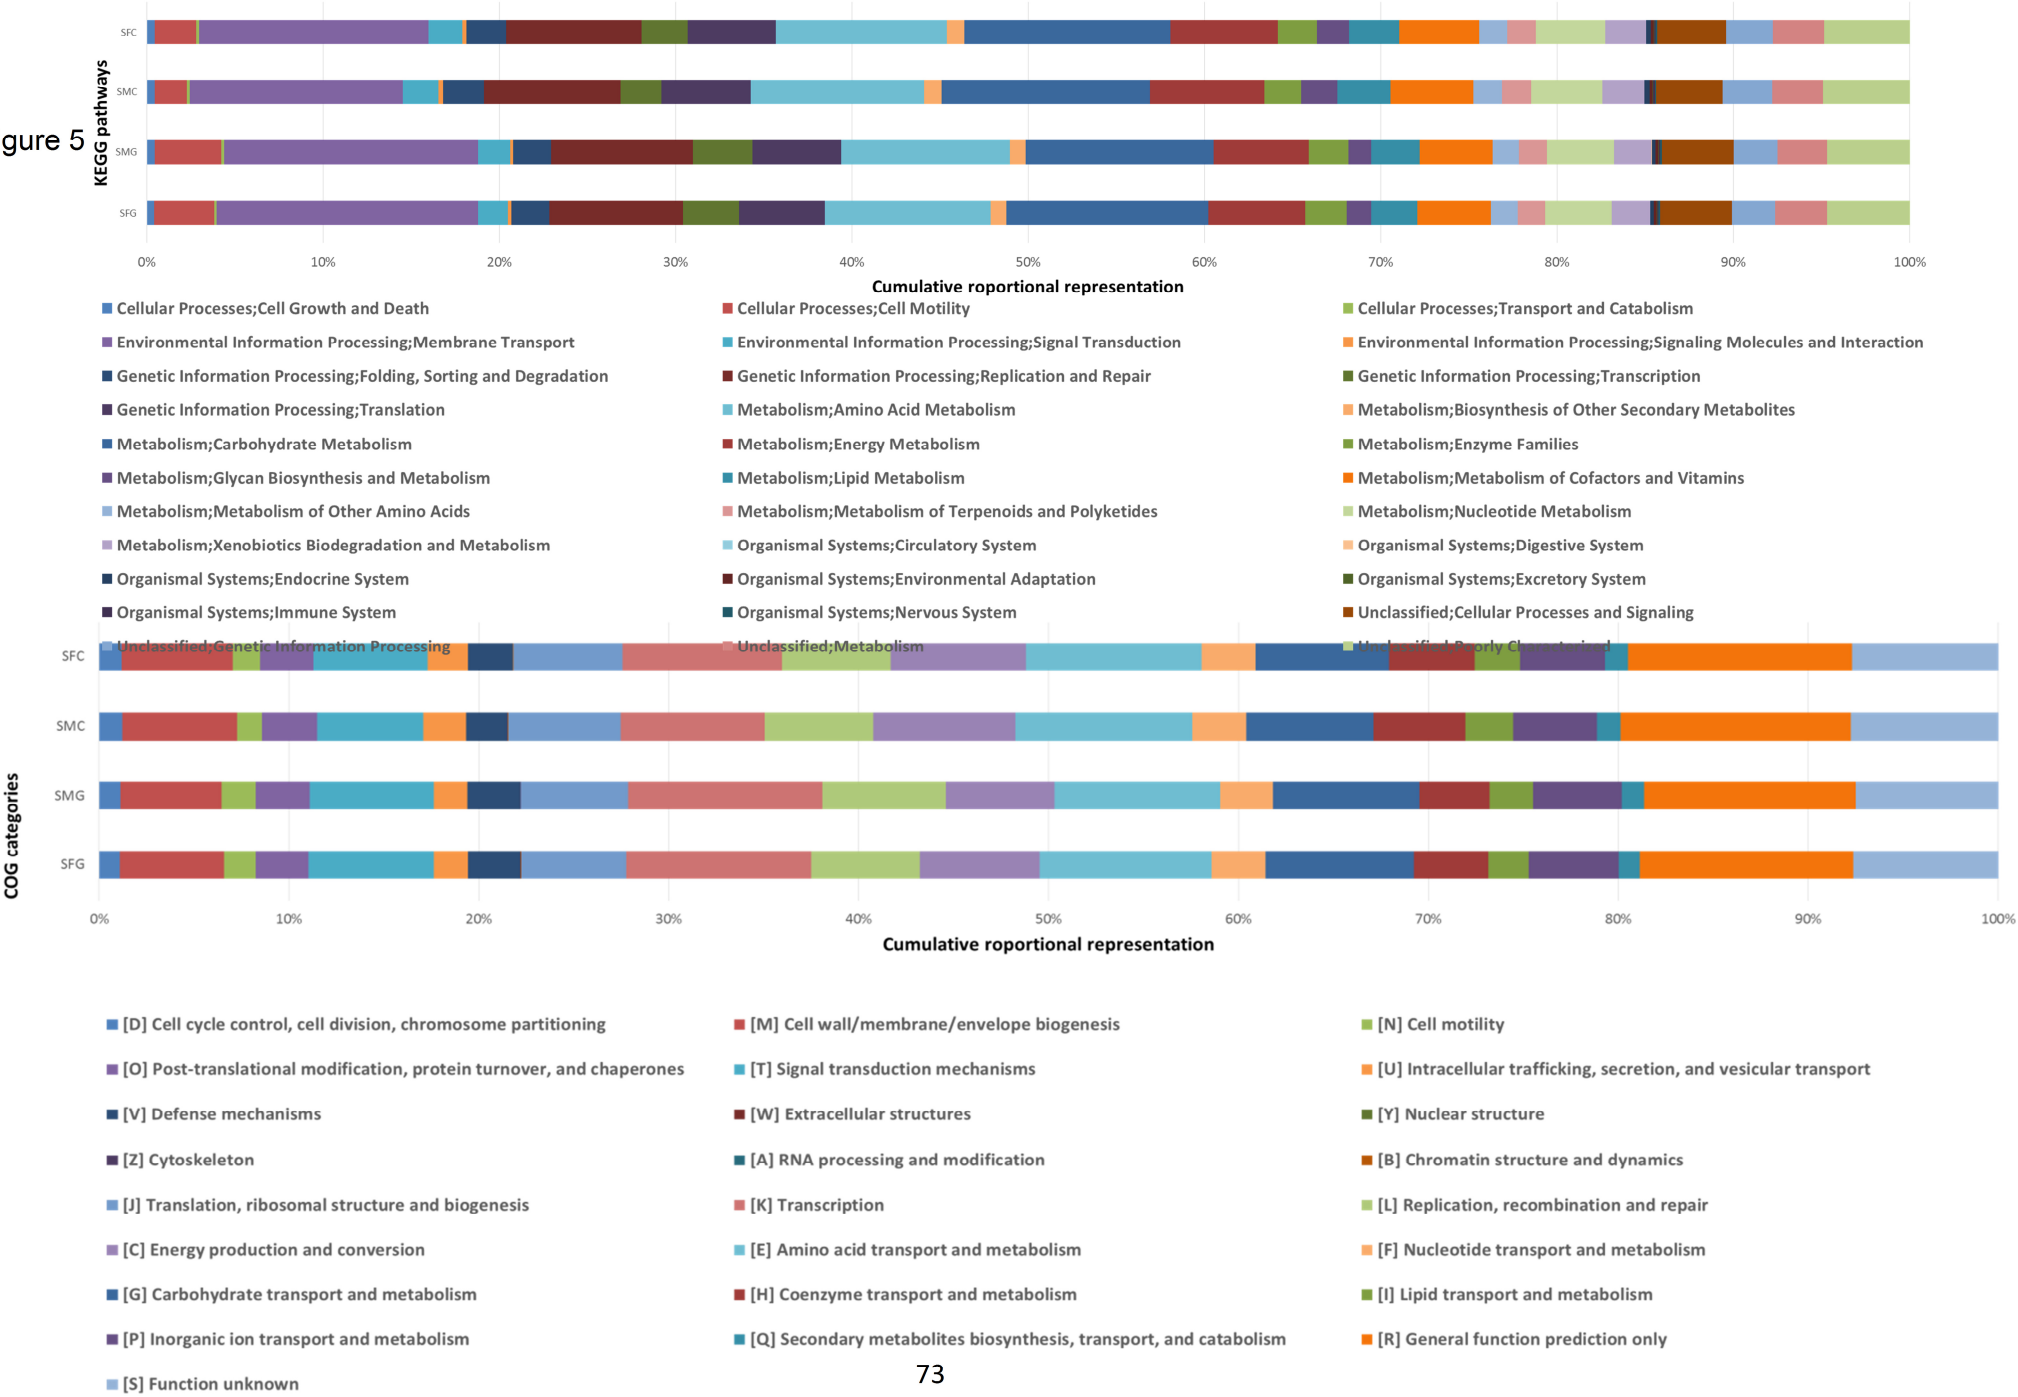 SFC
SMC
gure 5
SMG
SFG
KEGG pathways
0% 10% 20% 30% 40% 50% 60% 70% 80% 90% 100%
Cumulative roportional representation
Cellular Processes;Cell Growth and Death Cellular Processes;Cell Motility Cellular Processes;Transport and Catabolism
Environmental Information Processing;Membrane Transport Environmental Information Processing;Signal Transduction Environmental Information Processing;Signaling Molecules and Interaction
Genetic Information Processing;Folding, Sorting and Degradation Genetic Information Processing;Replication and Repair Genetic Information Processing;Transcription
Genetic Information Processing;Translation Metabolism;Amino Acid Metabolism Metabolism;Biosynthesis of Other Secondary Metabolites
Metabolism;Carbohydrate Metabolism Metabolism;Energy Metabolism Metabolism;Enzyme Families
Metabolism;Glycan Biosynthesis and Metabolism Metabolism;Lipid Metabolism Metabolism;Metabolism of Cofactors and Vitamins
Metabolism;Metabolism of Other Amino Acids Metabolism;Metabolism of Terpenoids and Polyketides Metabolism;Nucleotide Metabolism
Metabolism;Xenobiotics Biodegradation and Metabolism Organismal Systems;Circulatory System Organismal Systems;Digestive System
Organismal Systems;Endocrine System Organismal Systems;Environmental Adaptation Organismal Systems;Excretory System
Organismal Systems;Immune System Organismal Systems;Nervous System Unclassified;Cellular Processes and Signaling
Unclassified;Genetic Information Processing Unclassified;Metabolism Unclassified;Poorly Characterized
SFC
SMC
SMG
SFG
COG categories
0% 10% 20% 30% 40% 50% 60% 70% 80% 90% 100%
Cumulative roportional representation
[D] Cell cycle control, cell division, chromosome partitioning [M] Cell wall/membrane/envelope biogenesis [N] Cell motility
[O] Post-translational modification, protein turnover, and chaperones [T] Signal transduction mechanisms [U] Intracellular trafficking, secretion, and vesicular transport
[V] Defense mechanisms [W] Extracellular structures [Y] Nuclear structure
[Z] Cytoskeleton [A] RNA processing and modification [B] Chromatin structure and dynamics
[J] Translation, ribosomal structure and biogenesis [K] Transcription [L] Replication, recombination and repair
[C] Energy production and conversion [E] Amino acid transport and metabolism [F] Nucleotide transport and metabolism
[G] Carbohydrate transport and metabolism [H] Coenzyme transport and metabolism [I] Lipid transport and metabolism
[P] Inorganic ion transport and metabolism [Q] Secondary metabolites biosynthesis, transport, and catabolism [R] General function prediction only
[S] Function unknown
73